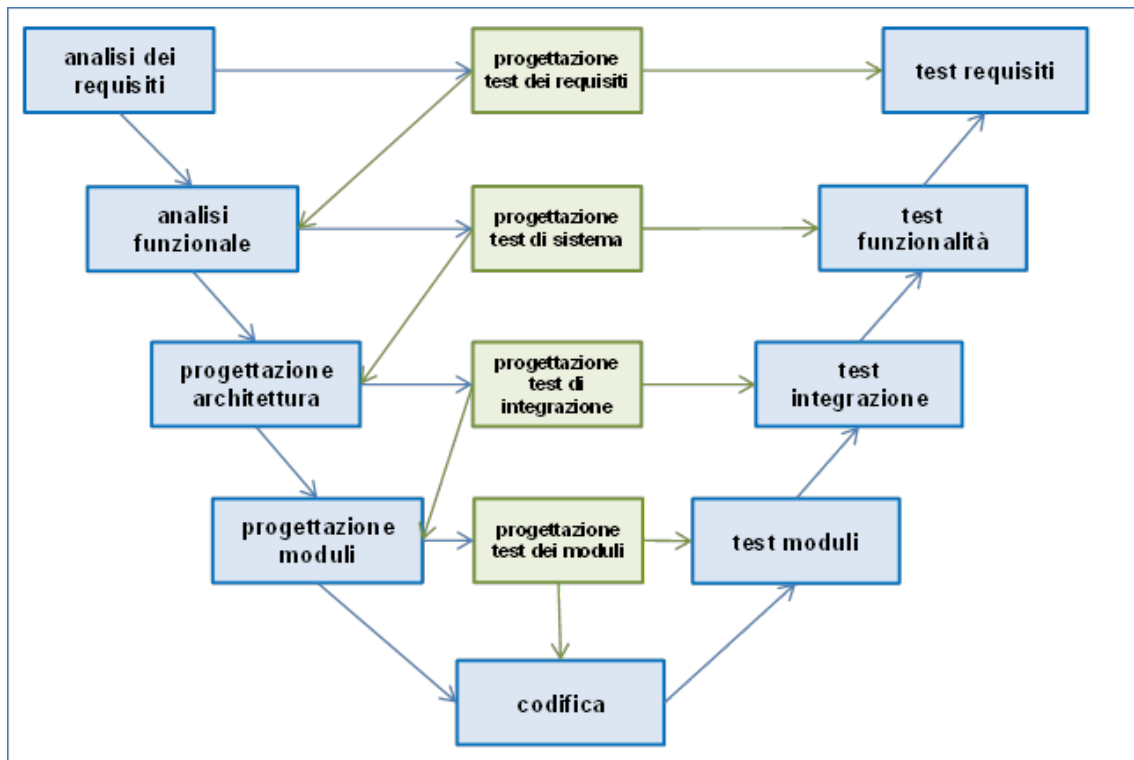 analisi dei
requisiti
progettazione
test dei requisiti
test requisiti
analisi
funzionale
progettazione
test di sistema
test
funzionalità
progettazione
architettura
progettazione
test di
integrazione
test
integrazione
progettazione
moduli
progettazione
test dei moduli
test moduli
codifica